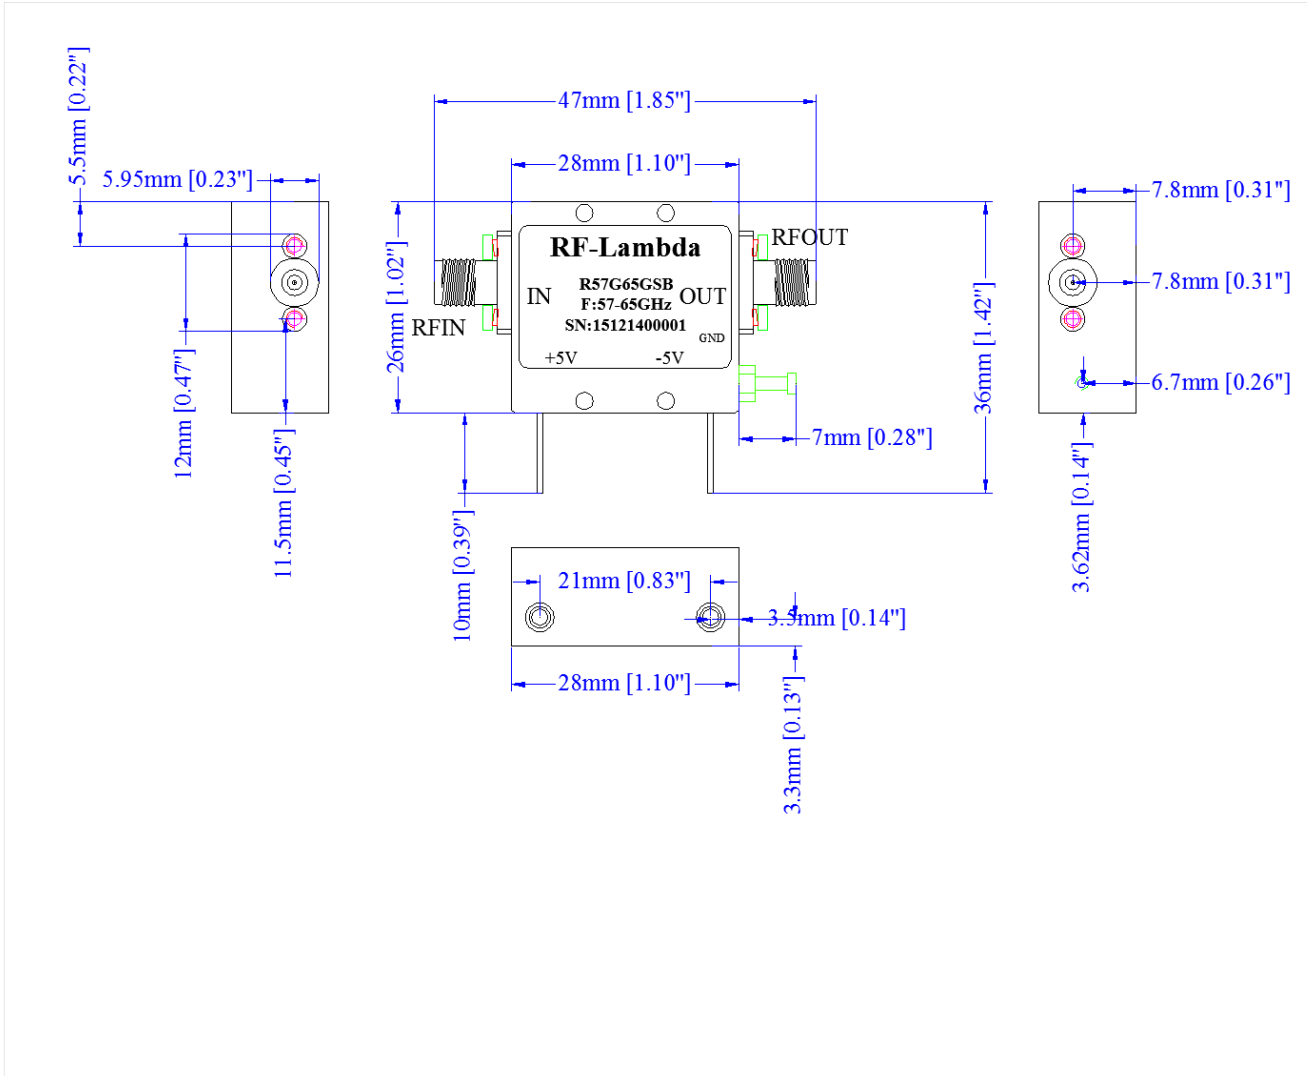 47mm [1.85"]
5.5mm [0.22"]
5.95mm [0.23"]
28mm [1.10"]
7.8mm [0.31"]
RF-Lambda
RFOUT
R57G65GSB
IN
OUT
F:57-65GHz
SN:15121400001
RFIN
GND
+5V
-5V
26mm [1.02"]
36mm [1.42"]
7.8mm [0.31"]
6.7mm [0.26"]
12mm [0.47"]
11.5mm [0.45"]
7mm [0.28"]
3.62mm [0.14"]
10mm [0.39"]
21mm [0.83"]
3.5mm [0.14"]
28mm [1.10"]
3.3mm [0.13"]